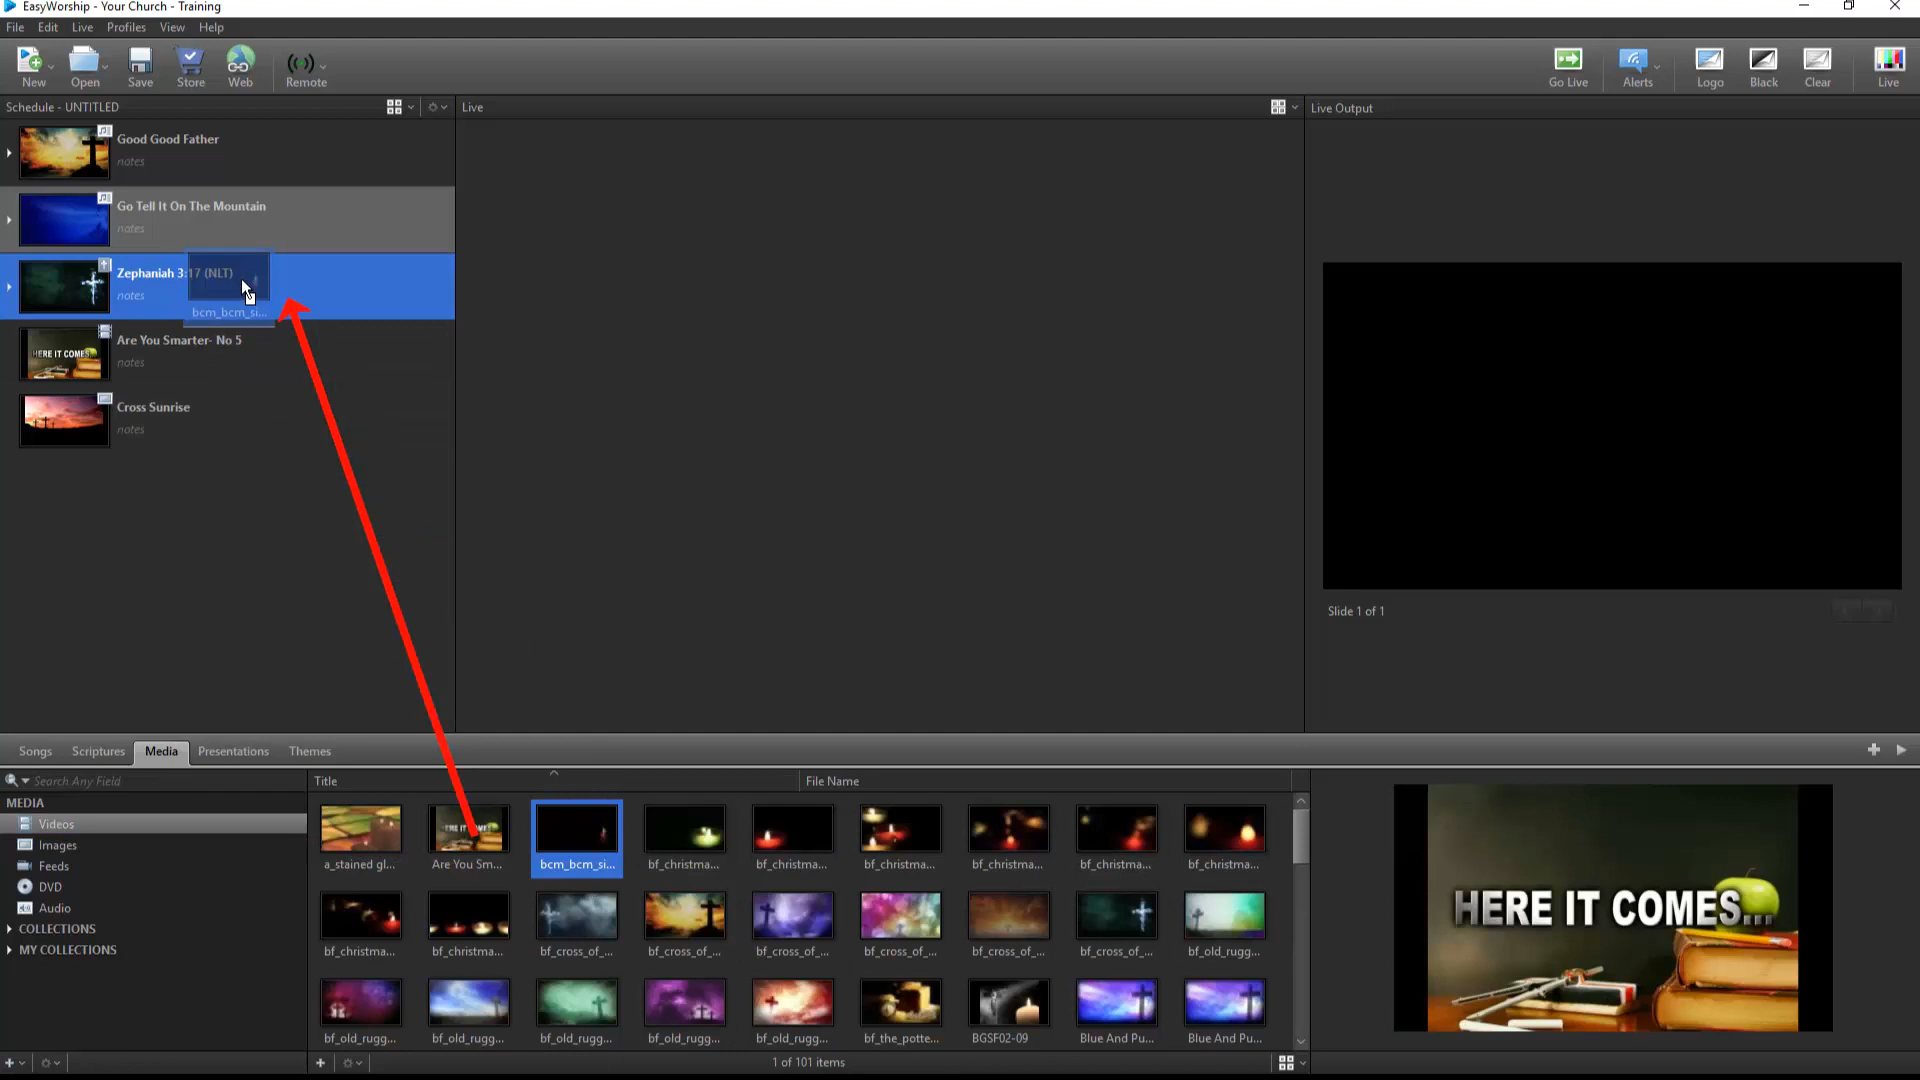 EasyWorship - Your Church - Training
File Edit Live Profiles View Help
New Open Save Store Web Remote Go Live Alerts Logo Black Clear Live
Schedule - UNTITLED Live Live Output
Good Good Father
notes
Go Tell It On The Mountain
notes
Zephaniah 3:17 (NLT)
notes
bcm_bcm_si...
Are You Smarter- No 5
notes
HERE IT COMES...
Cross Sunrise
notes
Slide 1 of 1
Songs Scriptures Media Presentations Themes
Search Any Field
Title File Name
MEDIA
Videos
Images
Feeds
DVD
Audio
COLLECTIONS
MY COLLECTIONS
a_stained gl... Are You Sm... bcm_bcm_si... bf_christma... bf_christma... bf_christma... bf_christma... bf_christma... bf_christma...
bf_christma... bf_christma... bf_cross_of_... bf_cross_of_... bf_cross_of_... bf_cross_of_... bf_cross_of_... bf_cross_of_... bf_old_rugg...
bf_old_rugg... bf_old_rugg... bf_old_rugg... bf_old_rugg... bf_old_rugg... bf_the_potte... BGSF02-09 Blue And Pu... Blue And Pu...
HERE IT COMES...
1 of 101 items